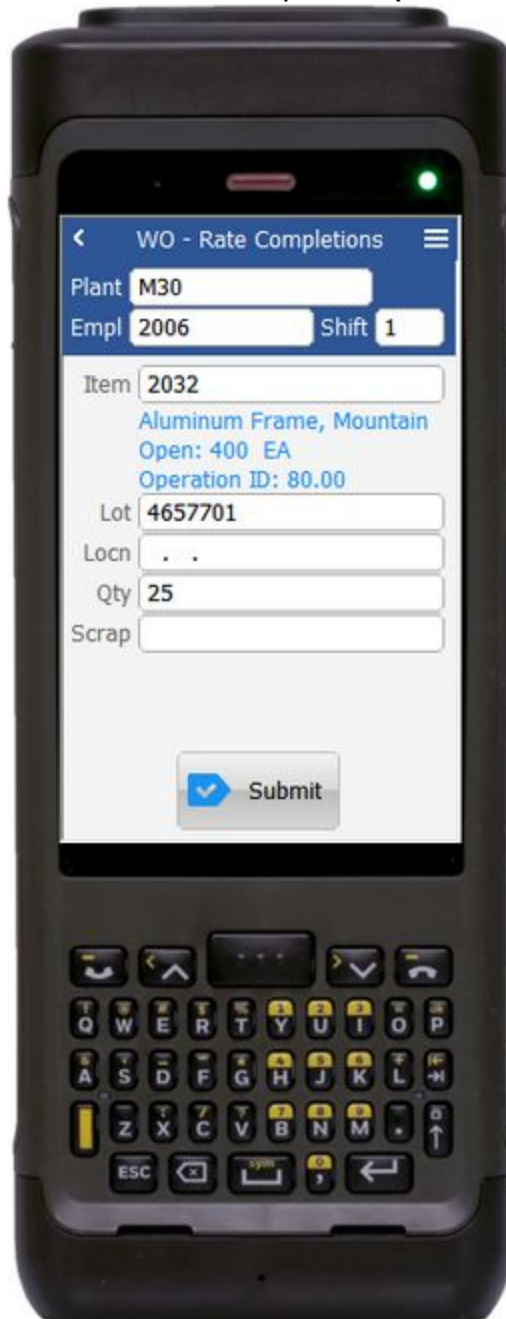 WO - Rate Completions
Plant M30
Empl 2006 Shift 1
Item 2032
Aluminum Frame, Mountain
Open: 400 EA
Operation ID: 80.00
Lot 4657701
Locn . .
Qty 25
Scrap
Submit
Q W E R T Y U I O P
A S D F G H J K L
Z X C V B N M .
ESC sym ,